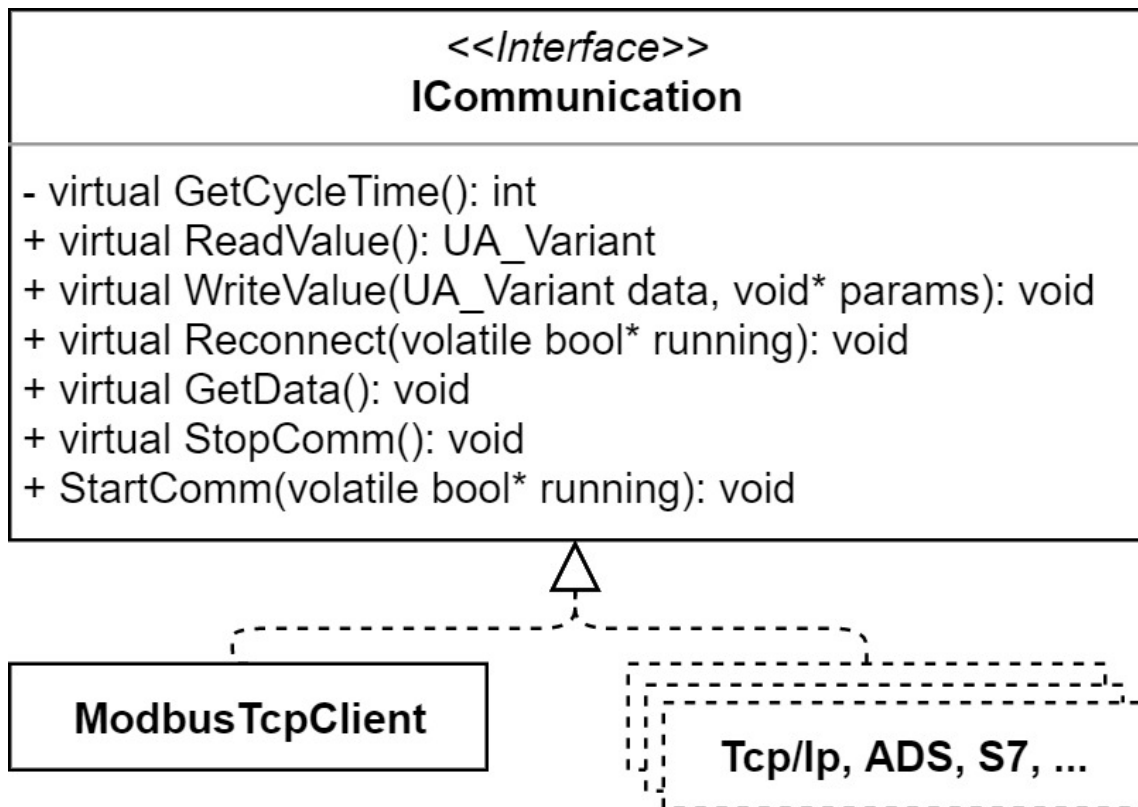 <<Interface>>
ICommunication
- virtual GetCycleTime(): int
+ virtual ReadValue(): UA_Variant
+ virtual WriteValue(UA_Variant data, void* params): void
+ virtual Reconnect(volatile bool* running): void
+ virtual GetData(): void
+ virtual StopComm(): void
+ StartComm(volatile bool* running): void
ModbusTcpClient
Tcp/Ip, ADS, S7, ...